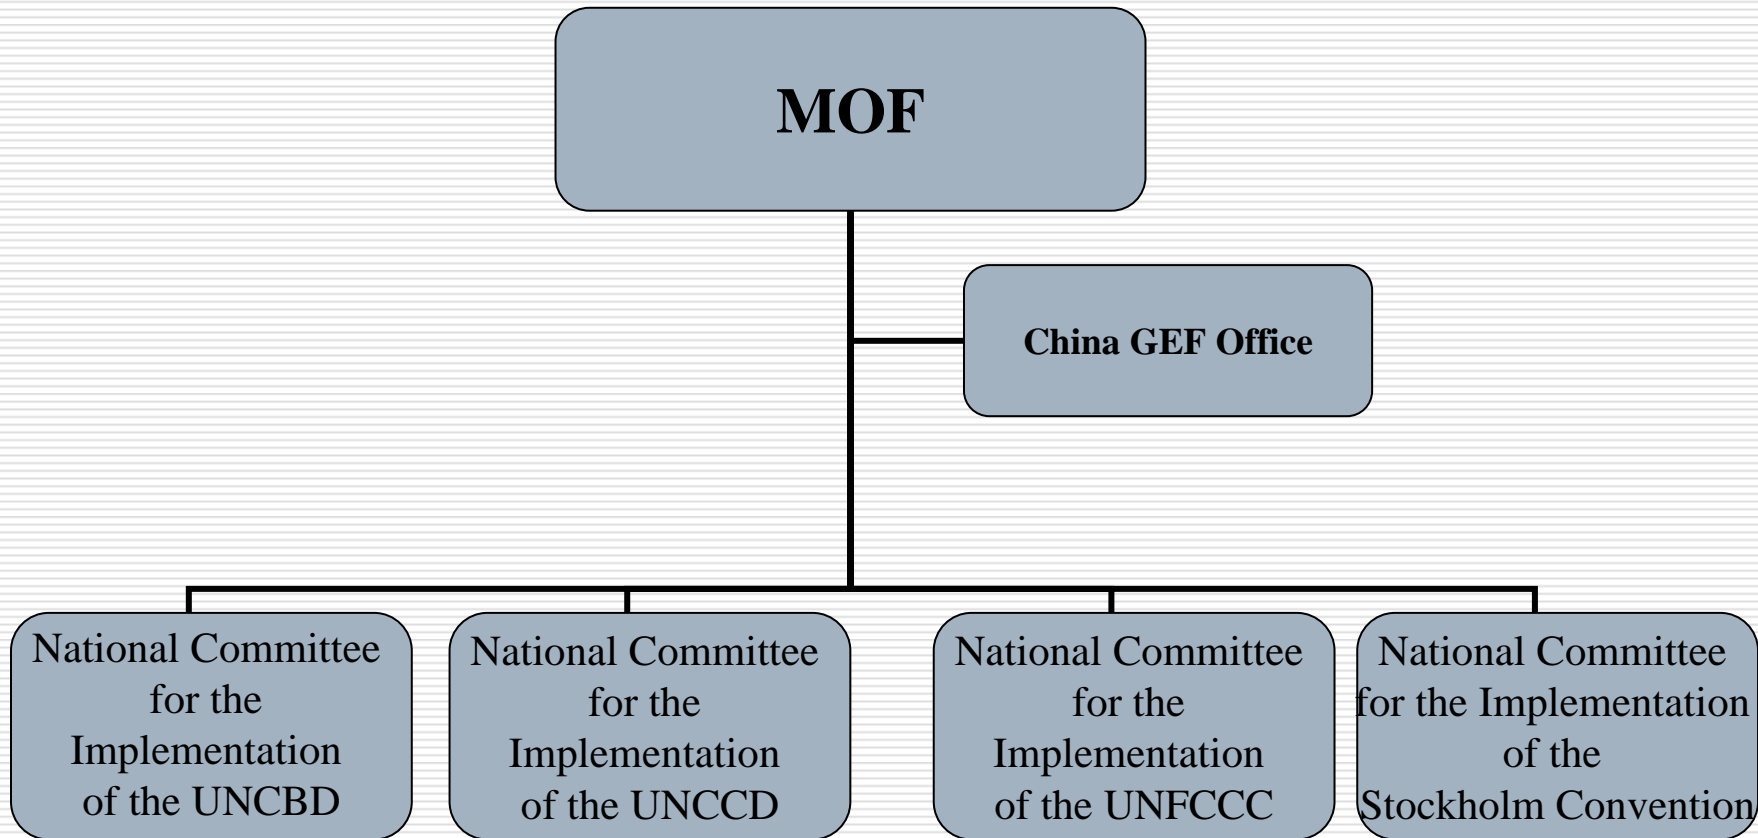 MOF
China GEF Office
National Committee
for the
Implementation
of the UNCBD
National Committee
for the
Implementation
of the UNCCD
National Committee
for the
Implementation
of the UNFCCC
National Committee
for the Implementation
of the
Stockholm Convention